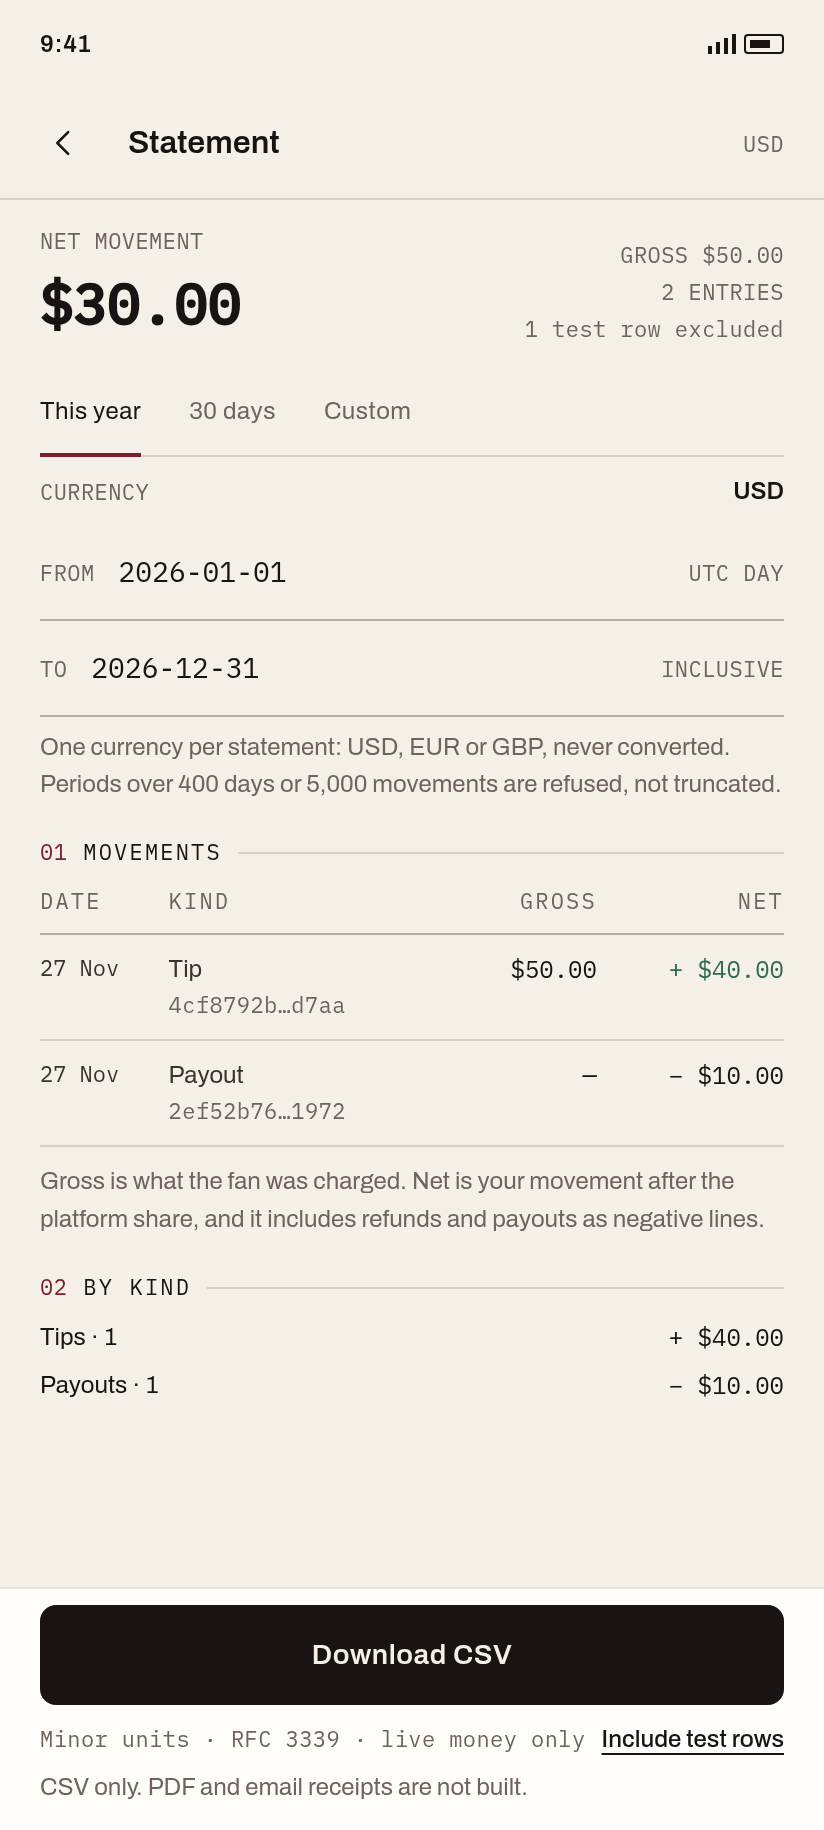 9:41
Statement
USD
NET MOVEMENT
$30.00
GROSS $50.00
2 ENTRIES
1 test row excluded
This year 30 days Custom
CURRENCY USD
FROM 2026-01-01 UTC DAY
TO 2026-12-31 INCLUSIVE
One currency per statement: USD, EUR or GBP, never converted.
Periods over 400 days or 5,000 movements are refused, not truncated.
01 MOVEMENTS
DATE KIND GROSS NET
27 Nov Tip $50.00 + $40.00
4cf8792b…d7aa
27 Nov Payout — − $10.00
2ef52b76…1972
Gross is what the fan was charged. Net is your movement after the
platform share, and it includes refunds and payouts as negative lines.
02 BY KIND
Tips · 1 + $40.00
Payouts · 1 − $10.00
Download CSV
Minor units · RFC 3339 · live money only Include test rows
CSV only. PDF and email receipts are not built.